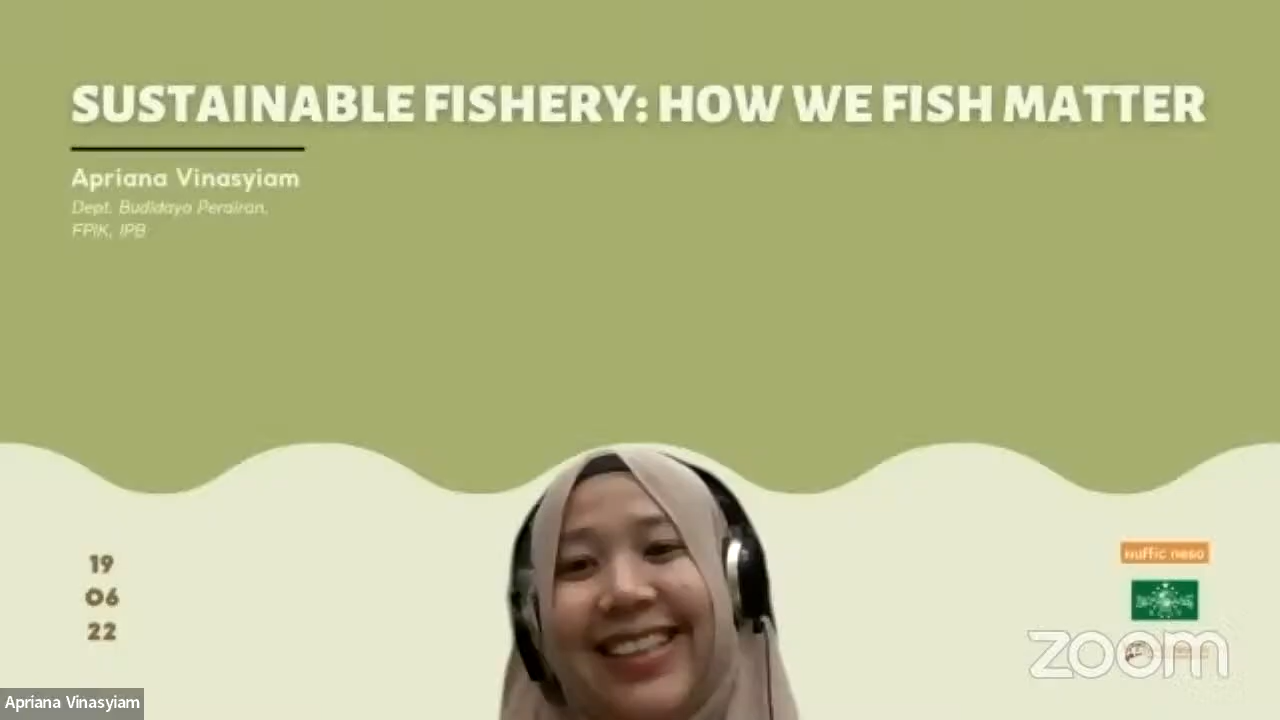 SUSTAINABLE FISHERY: HOW WE FISH MATTER
Apriana Vinasyiam
Dept. Budidaya Perairan,
FPIK, IPB
19
06
22
nuffic neso
zoom
Apriana Vinasyiam